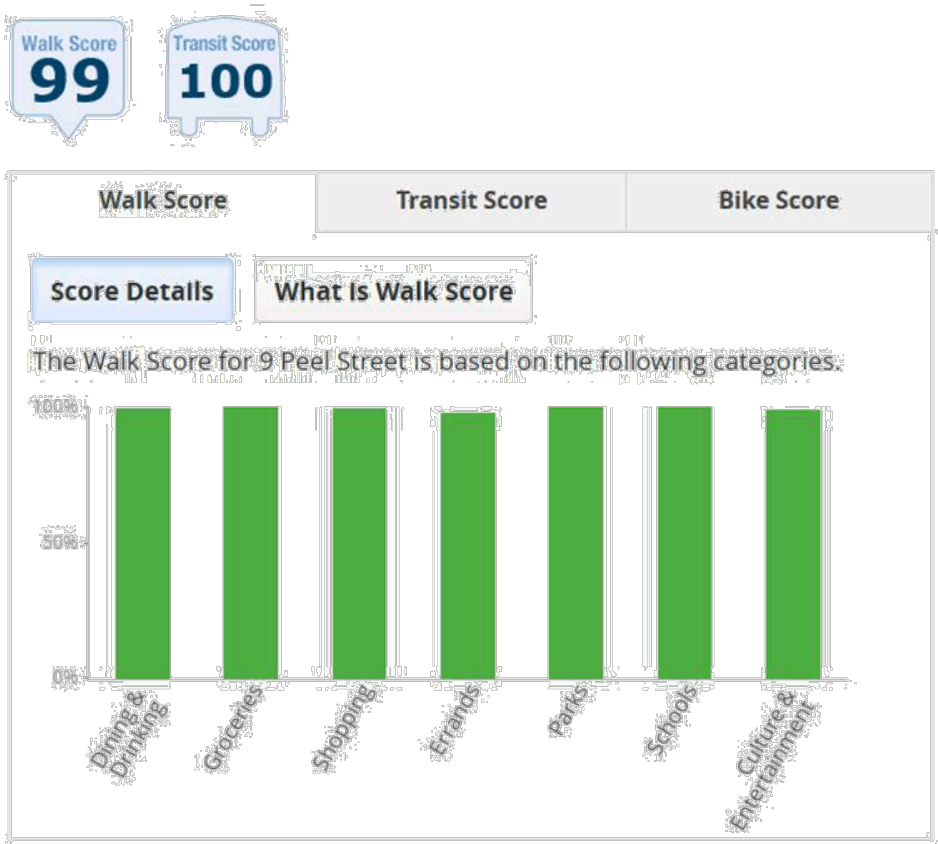 Walk Score
99
Transit Score
100
Walk Score
Transit Score
Bike Score
Score Details
What Is Walk Score
The Walk Score for 9 Peel Street is based on the following categories.
100%
50%
0%
Dining &
Drinking
Groceries
Shopping
Errands
Parks
Schools
Culture &
Entertainment